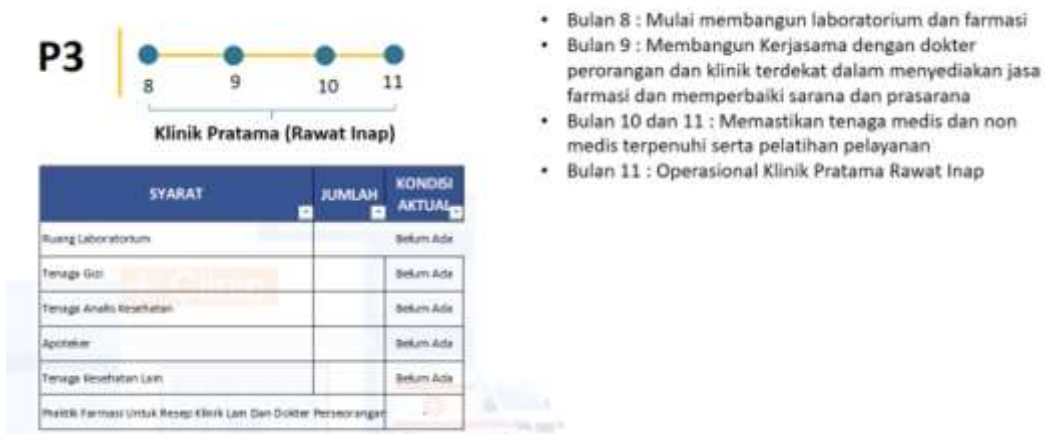 P3
8 9 10 11
Klinik Pratama (Rawat Inap)
SYARAT JUMLAH KONDISI AKTUAL
Ruang Laboratorium Belum Ada
Tenaga Gizi Belum Ada
Tenaga Analis Kesehatan Belum Ada
Apoteker Belum Ada
Tenaga Kesehatan Lain Belum Ada
Praktik Farmasi Untuk Resep Klinik Lain Dan Dokter Perseorangan
• Bulan 8 : Mulai membangun laboratorium dan farmasi
• Bulan 9 : Membangun Kerjasama dengan dokter
perorangan dan klinik terdekat dalam menyediakan jasa
farmasi dan memperbaiki sarana dan prasarana
• Bulan 10 dan 11 : Memastikan tenaga medis dan non
medis terpenuhi serta pelatihan pelayanan
• Bulan 11 : Operasional Klinik Pratama Rawat Inap